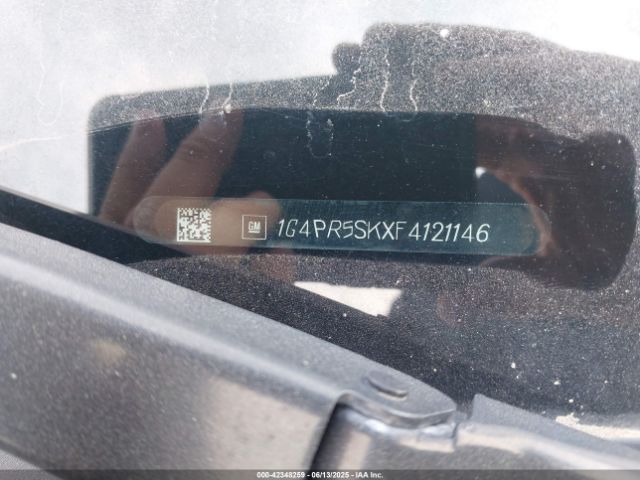 GM 1G4PR5SKXF4121146
000-42348259 - 06/13/2025 - IAA Inc.